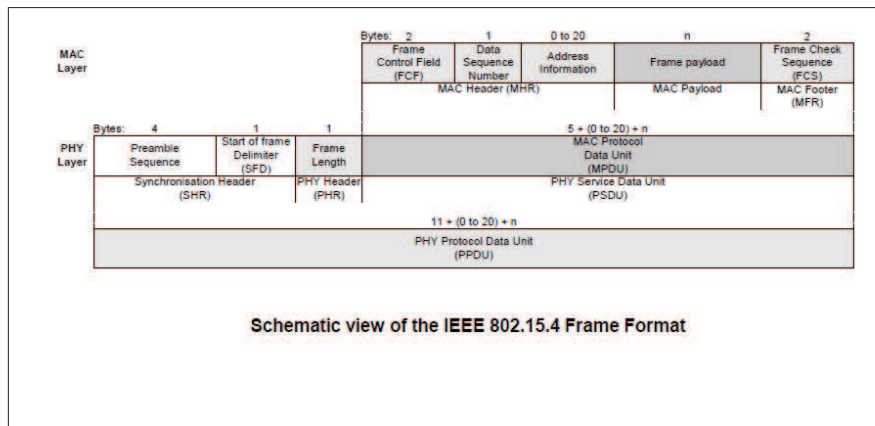 Bytes: 2 1 0 to 20 n 2
MAC
Layer
Frame
Control Field
(FCF)
Data
Sequence
Number
Address
Information
Frame payload
Frame Check
Sequence
(FCS)
MAC Header (MHR)
MAC Payload
MAC Footer
(MFR)
Bytes: 4 1 1 5 + (0 to 20) + n
PHY
Layer
Preamble
Sequence
Start of frame
Delimiter
(SFD)
Frame
Length
MAC Protocol
Data Unit
(MPDU)
Synchronisation Header
(SHR)
PHY Header
(PHR)
PHY Service Data Unit
(PSDU)
11 + (0 to 20) + n
PHY Protocol Data Unit
(PPDU)
Schematic view of the IEEE 802.15.4 Frame Format